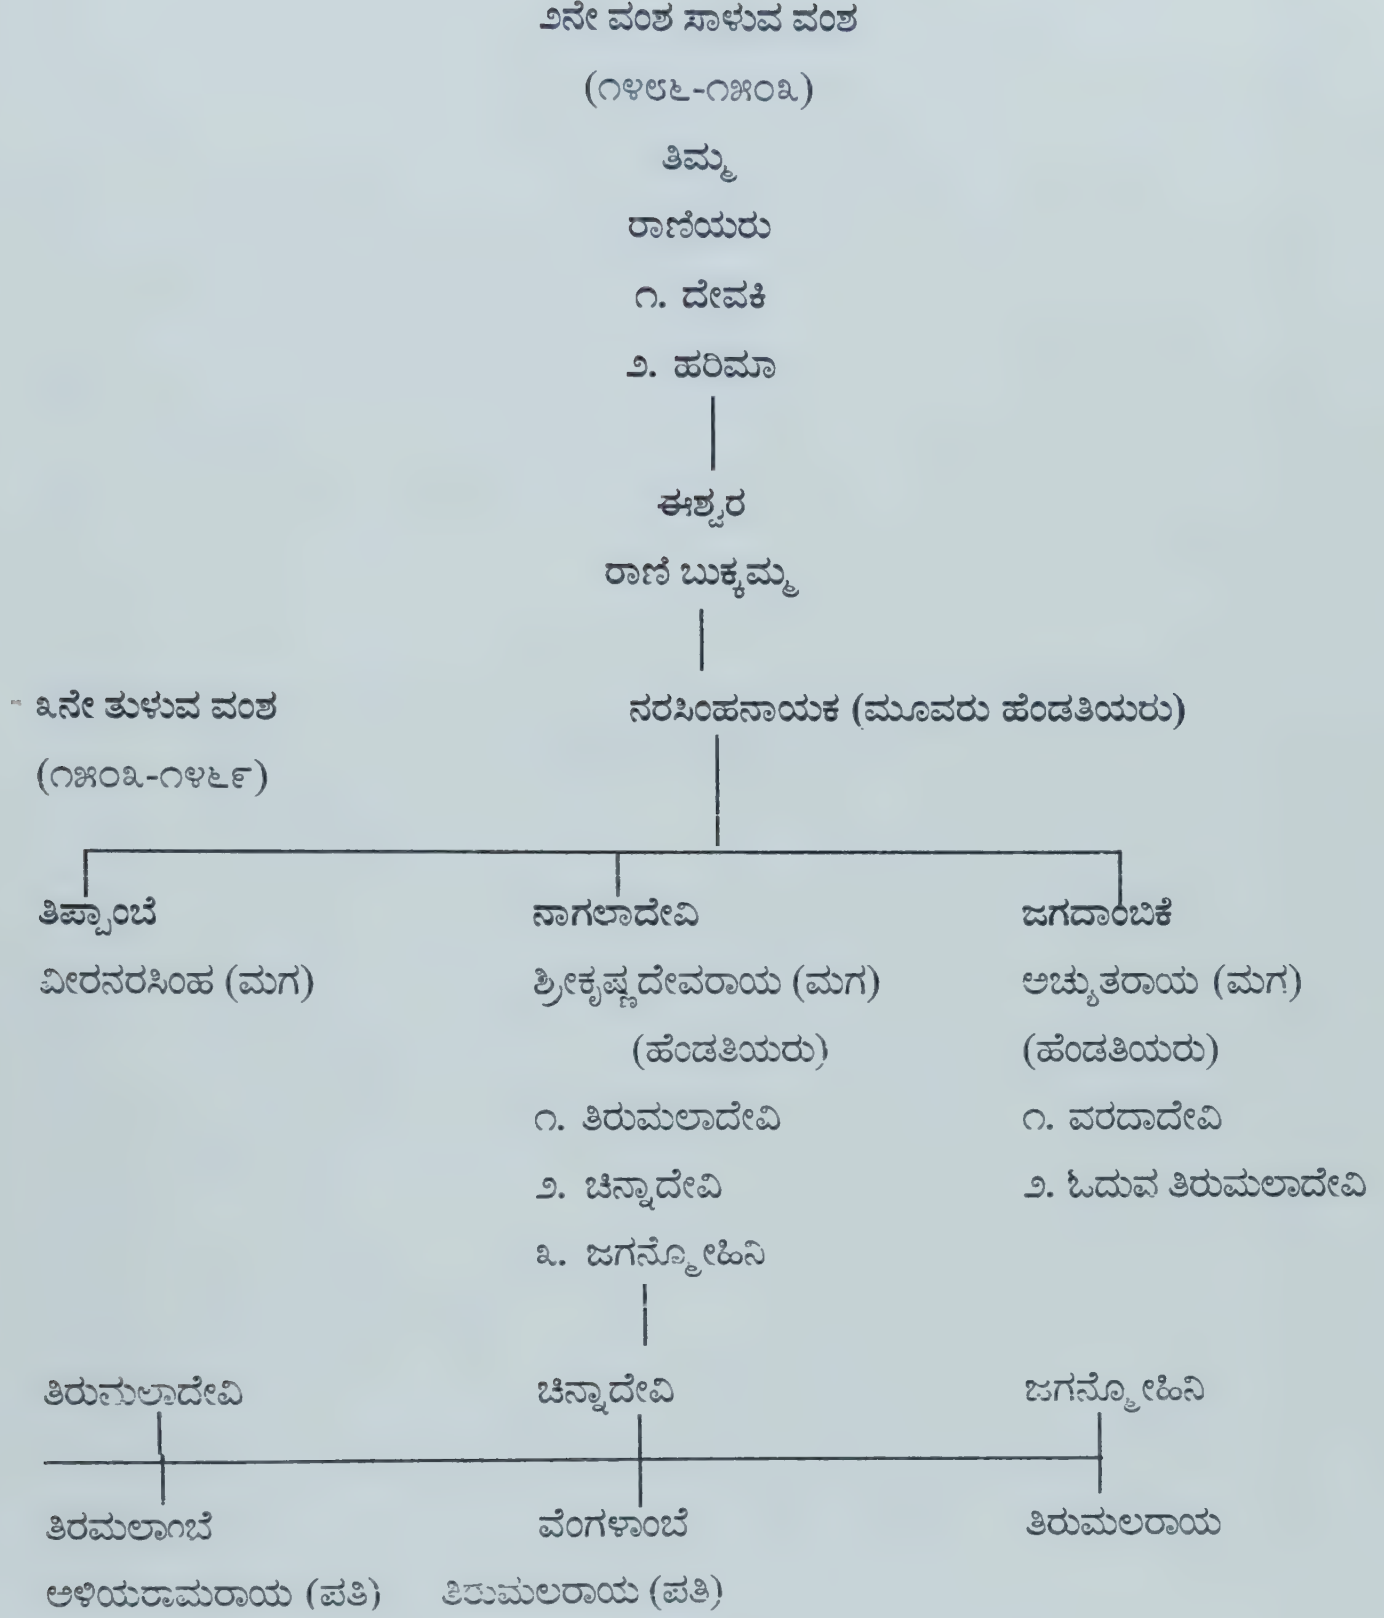 ೨ನೇ ವಂಶ ಸಾಳುವ ವಂಶ
(೧೪೮೬-೧೫೦೩)
ತಿಮ್ಮ
ರಾಣಿಯರು
೧. ದೇವಕಿ
೨. ಹರಿಮಾ
ಈಶ್ವರ
ರಾಣಿ ಬುಕ್ಕಮ್ಮ
೩ನೇ ತುಳುವ ವಂಶ ನರಸಿಂಹನಾಯಕ (ಮೂವರು ಹೆಂಡತಿಯರು)
(೧೫೦೩-೧೪೬೯)
ತಿಪ್ಪಾಂಬೆ ನಾಗಲಾದೇವಿ ಜಗದಾಂಬಿಕೆ
ವೀರನರಸಿಂಹ (ಮಗ) ಶ್ರೀಕೃಷ್ಣದೇವರಾಯ (ಮಗ) ಅಚ್ಯುತರಾಯ (ಮಗ)
(ಹೆಂಡತಿಯರು) (ಹೆಂಡತಿಯರು)
೧. ತಿರುಮಲಾದೇವಿ ೧. ವರದಾದೇವಿ
೨. ಚಿನ್ನಾದೇವಿ ೨. ಓದುವ ತಿರುಮಲಾದೇವಿ
೩. ಜಗನ್ಮೋಹಿನಿ
ತಿರುಮಲಾದೇವಿ ಚಿನ್ನಾದೇವಿ ಜಗನ್ಮೋಹಿನಿ
ತಿರಮಲಾಂಬೆ ವೆಂಗಳಾಂಬೆ ತಿರುಮಲರಾಯ
ಅಳಿಯರಾಮರಾಯ (ಪತಿ) ತಿರುಮಲರಾಯ (ಪತಿ)